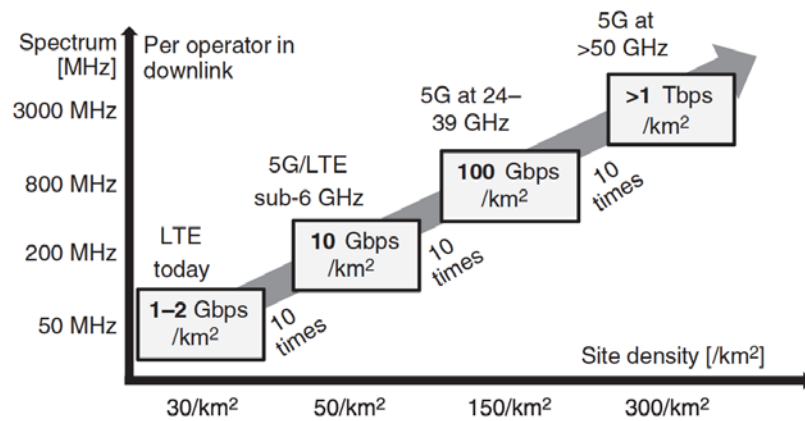 Spectrum
[MHz]
Per operator in
downlink
3000 MHz
800 MHz
200 MHz
50 MHz
LTE
today
1–2 Gbps
/km²
10
times
5G/LTE
sub-6 GHz
10 Gbps
/km²
10
times
5G at 24–
39 GHz
100 Gbps
/km²
10
times
5G at
>50 GHz
>1 Tbps
/km²
Site density [/km²]
30/km²
50/km²
150/km²
300/km²